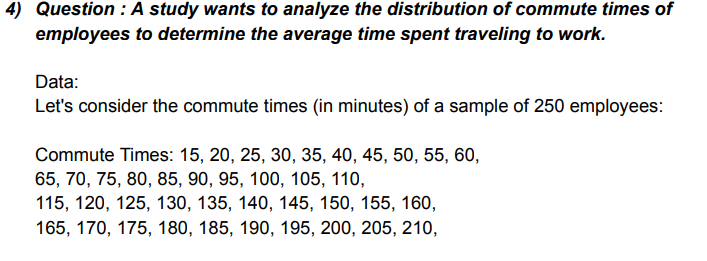 4) Question : A study wants to analyze the distribution of commute times of
employees to determine the average time spent traveling to work.
Data:
Let's consider the commute times (in minutes) of a sample of 250 employees:
Commute Times: 15, 20, 25, 30, 35, 40, 45, 50, 55, 60,
65, 70, 75, 80, 85, 90, 95, 100, 105, 110,
115, 120, 125, 130, 135, 140, 145, 150, 155, 160,
165, 170, 175, 180, 185, 190, 195, 200, 205, 210,